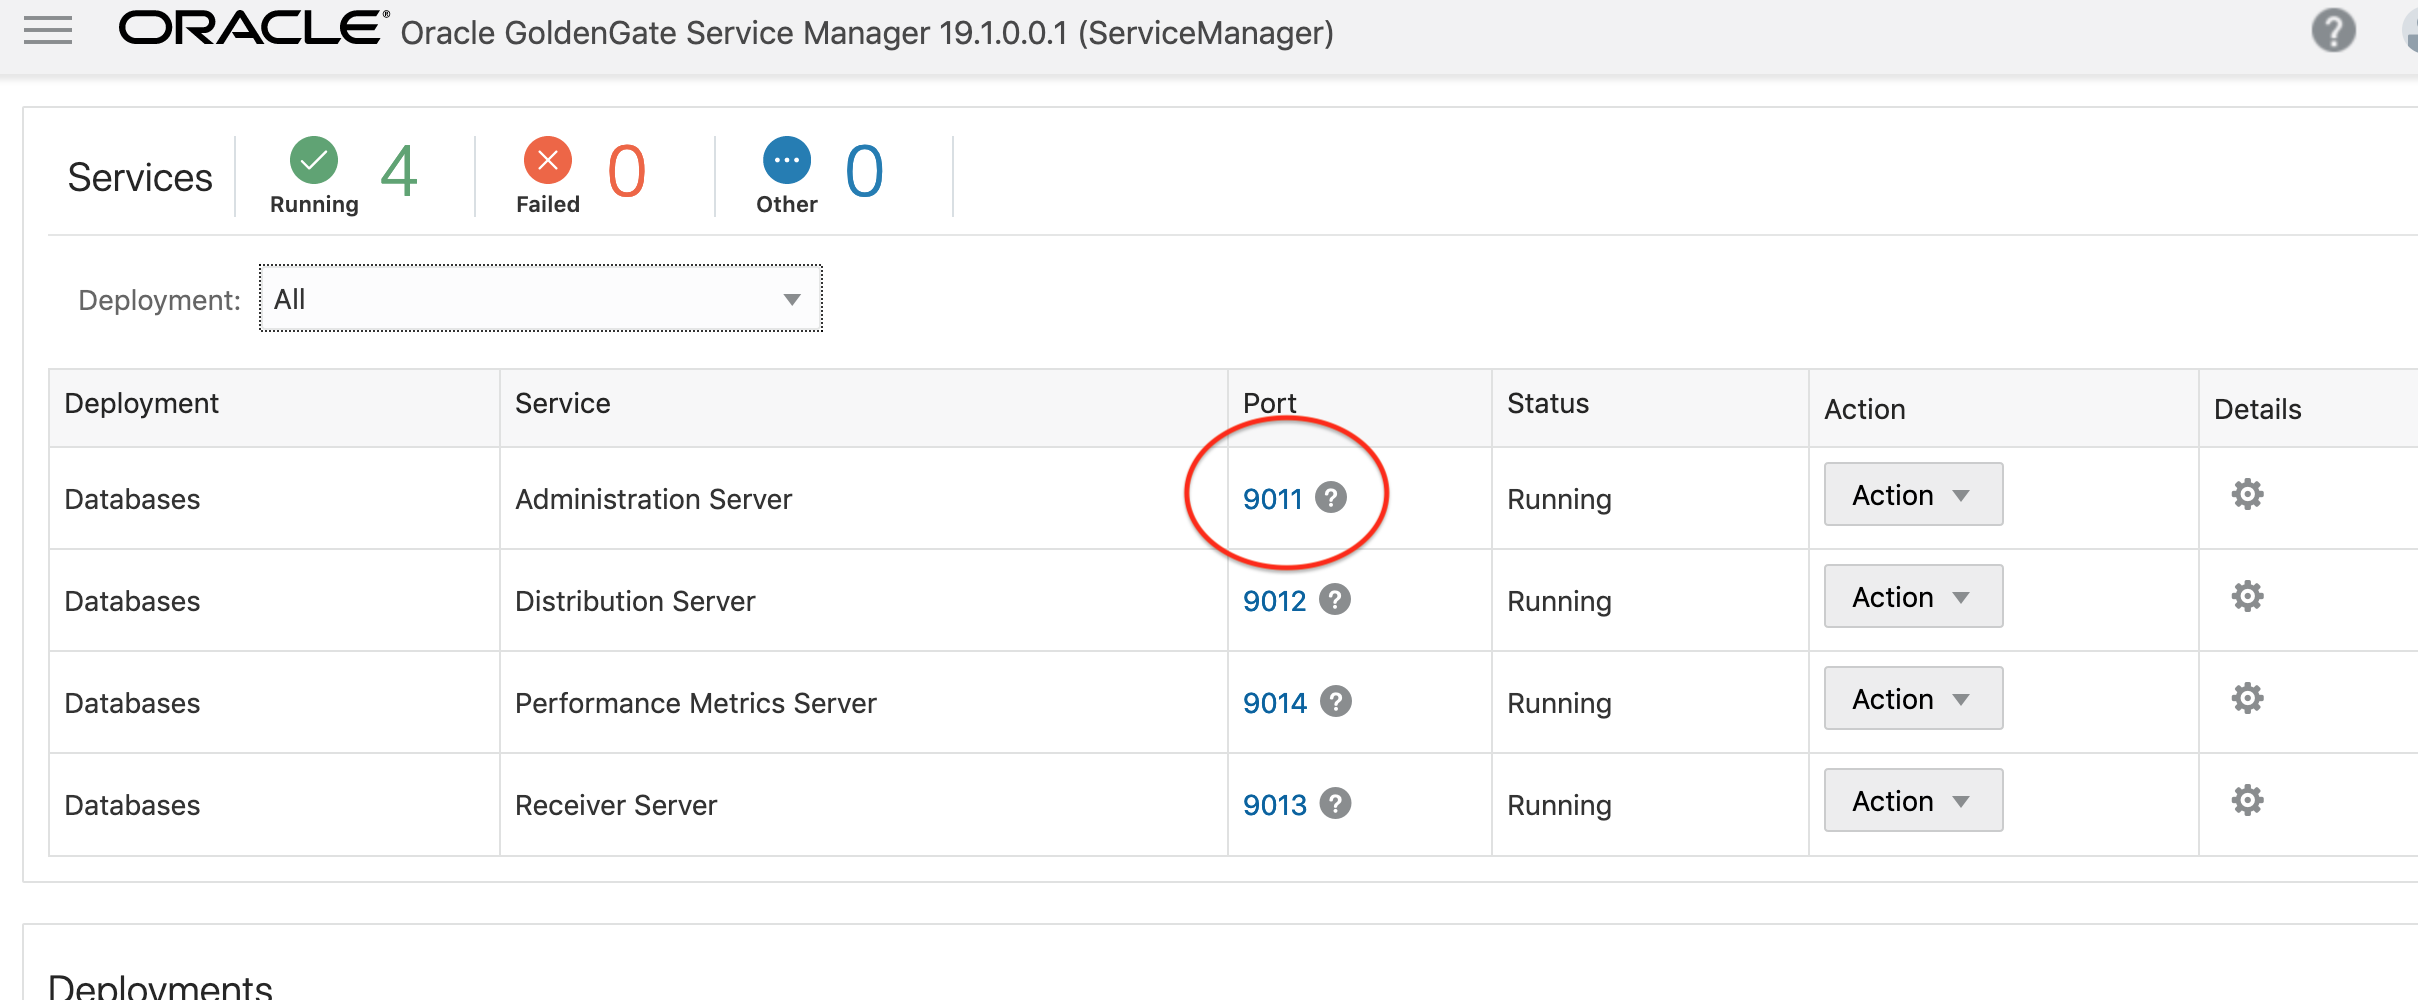 ORACLE® Oracle GoldenGate Service Manager 19.1.0.0.1 (ServiceManager)
?
Services
Running
4
Failed
0
Other
0
Deployment: All
Deployment Service Port Status Action Details
Databases Administration Server 9011 ? Running Action
Databases Distribution Server 9012 ? Running Action
Databases Performance Metrics Server 9014 ? Running Action
Databases Receiver Server 9013 ? Running Action
Deployments